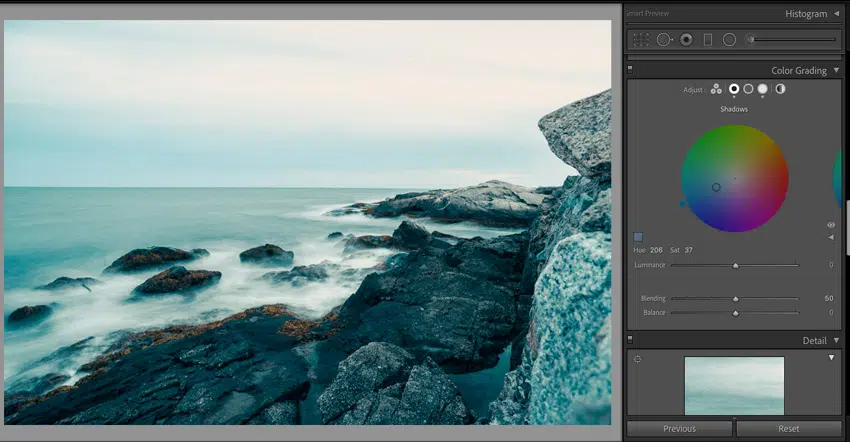 Smart Preview
Histogram
Color Grading
Adjust :
Shadows
Hue 206 Sat 37
Luminance 0
Blending 50
Balance 0
Detail
Previous Reset